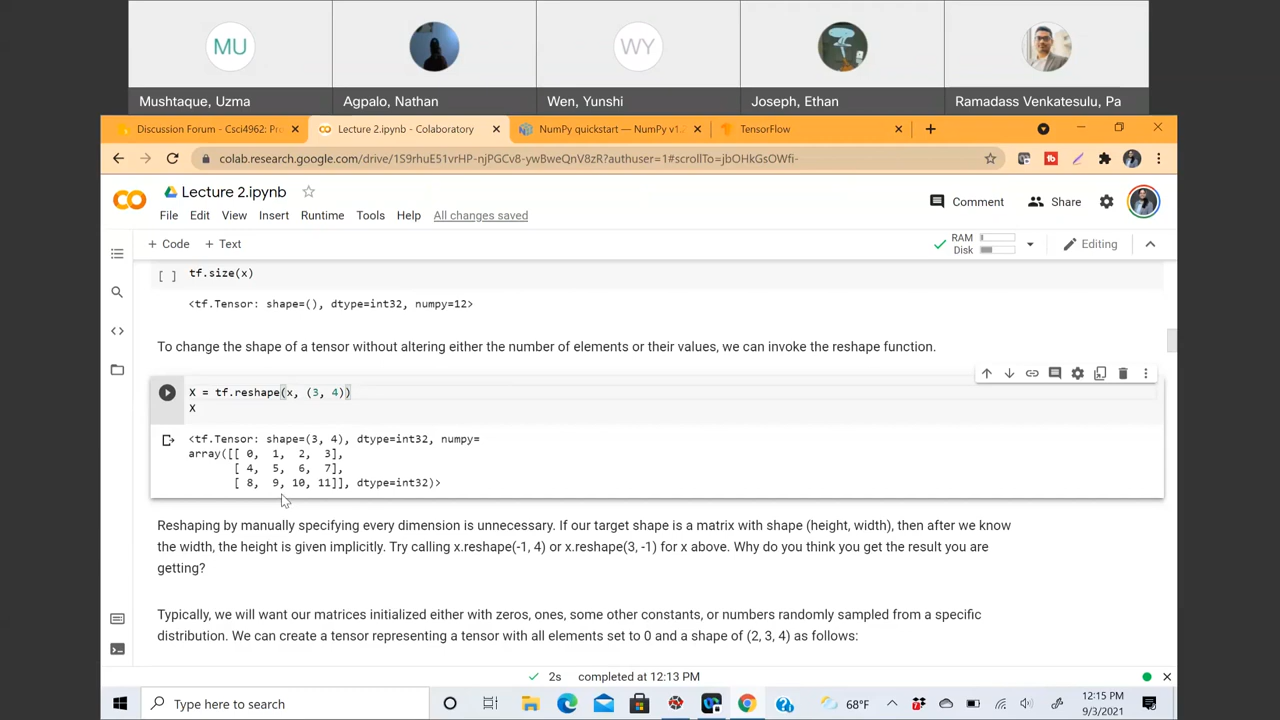 MU
WY
Mushtaque, Uzma
Agpalo, Nathan
Wen, Yunshi
Joseph, Ethan
Ramadass Venkatesulu, Pa
Discussion Forum - Csci4962: Pro
Lecture 2.ipynb - Colaboratory
NumPy quickstart — NumPy v1.
TensorFlow
colab.research.google.com/drive/1S9rhuE51vrHP-njPGCv8-ywBweQnV8zR?authuser=1#scrollTo=jbOHkGsOWfi-
Lecture 2.ipynb
File Edit View Insert Runtime Tools Help All changes saved
Comment
Share
+ Code + Text
RAM
Disk
Editing
[ ] tf.size(x)
<tf.Tensor: shape=(), dtype=int32, numpy=12>
To change the shape of a tensor without altering either the number of elements or their values, we can invoke the reshape function.
X = tf.reshape(x, (3, 4))
X
<tf.Tensor: shape=(3, 4), dtype=int32, numpy=
array([[ 0, 1, 2, 3],
[ 4, 5, 6, 7],
[ 8, 9, 10, 11]], dtype=int32)>
Reshaping by manually specifying every dimension is unnecessary. If our target shape is a matrix with shape (height, width), then after we know
the width, the height is given implicitly. Try calling x.reshape(-1, 4) or x.reshape(3, -1) for x above. Why do you think you get the result you are
getting?
Typically, we will want our matrices initialized either with zeros, ones, some other constants, or numbers randomly sampled from a specific
distribution. We can create a tensor representing a tensor with all elements set to 0 and a shape of (2, 3, 4) as follows:
2s completed at 12:13 PM
Type here to search
68°F
12:15 PM
9/3/2021